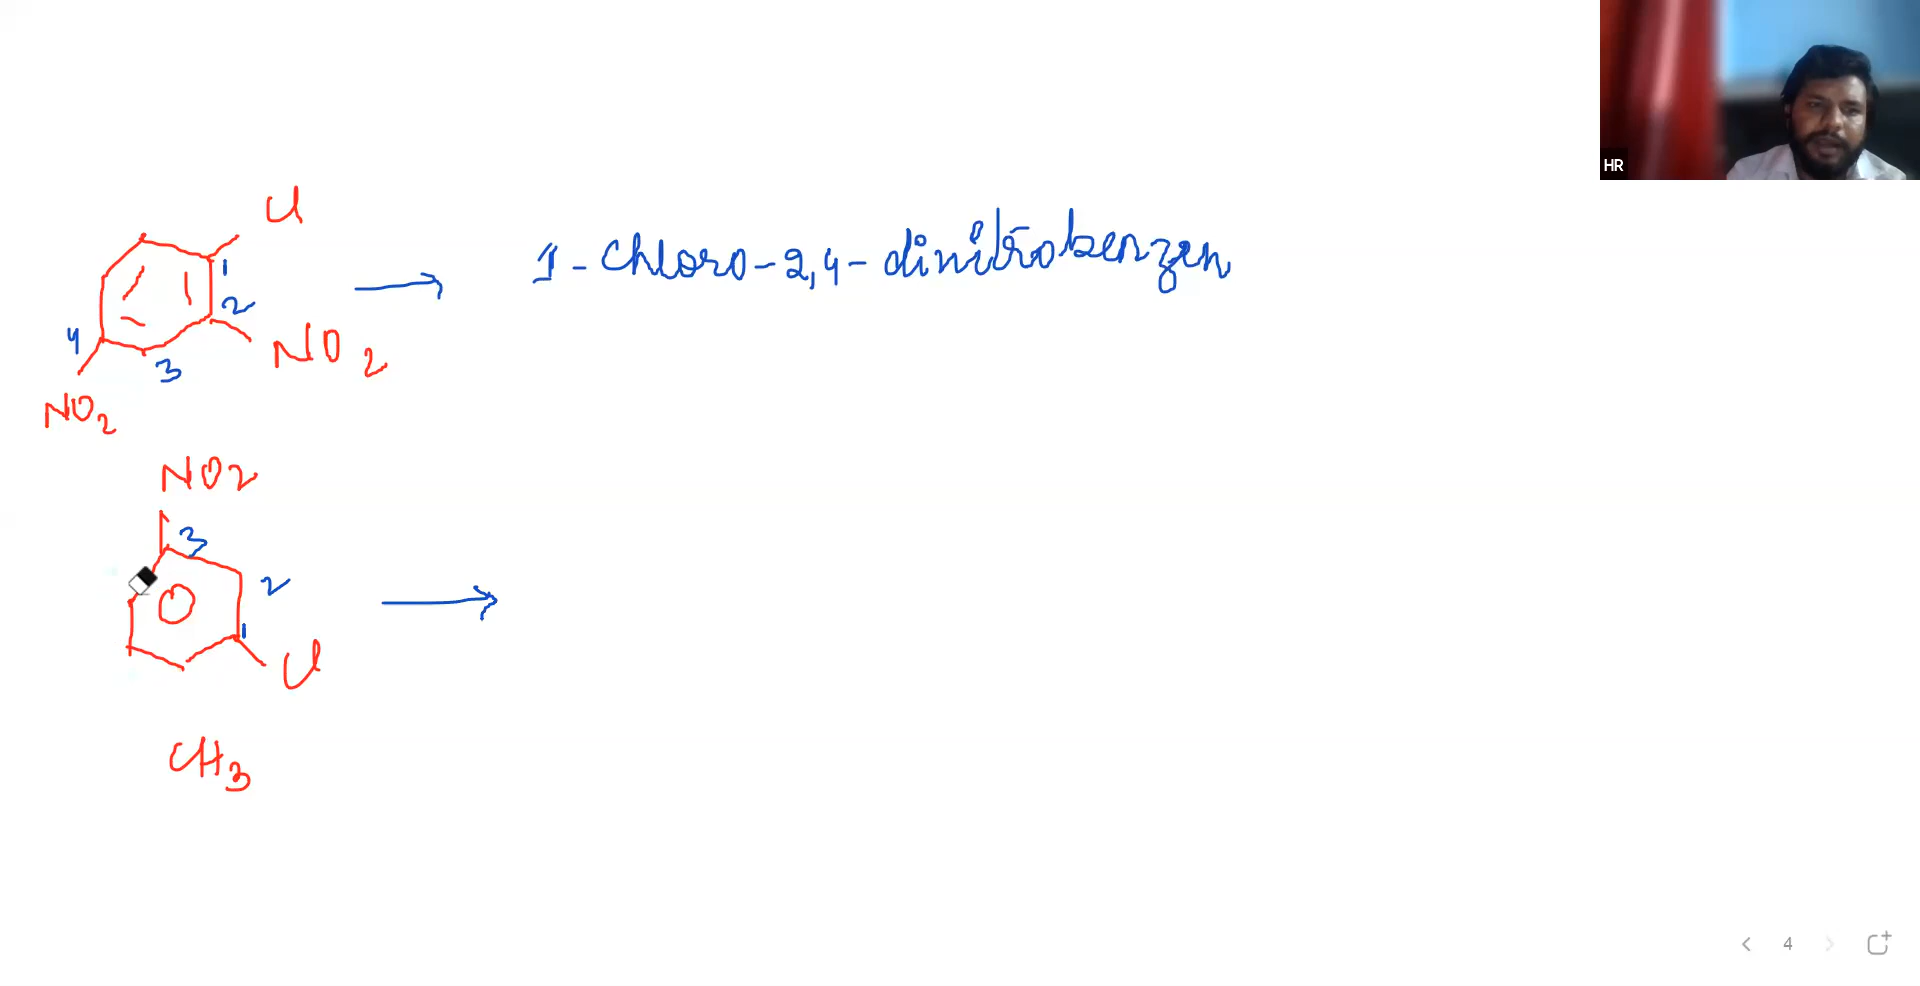 HR
Cl
1
2
NO2
4
3
NO2
1-Chloro-2,4-dinitrobenzen
NO2
3
2
1
Cl
CH3
4